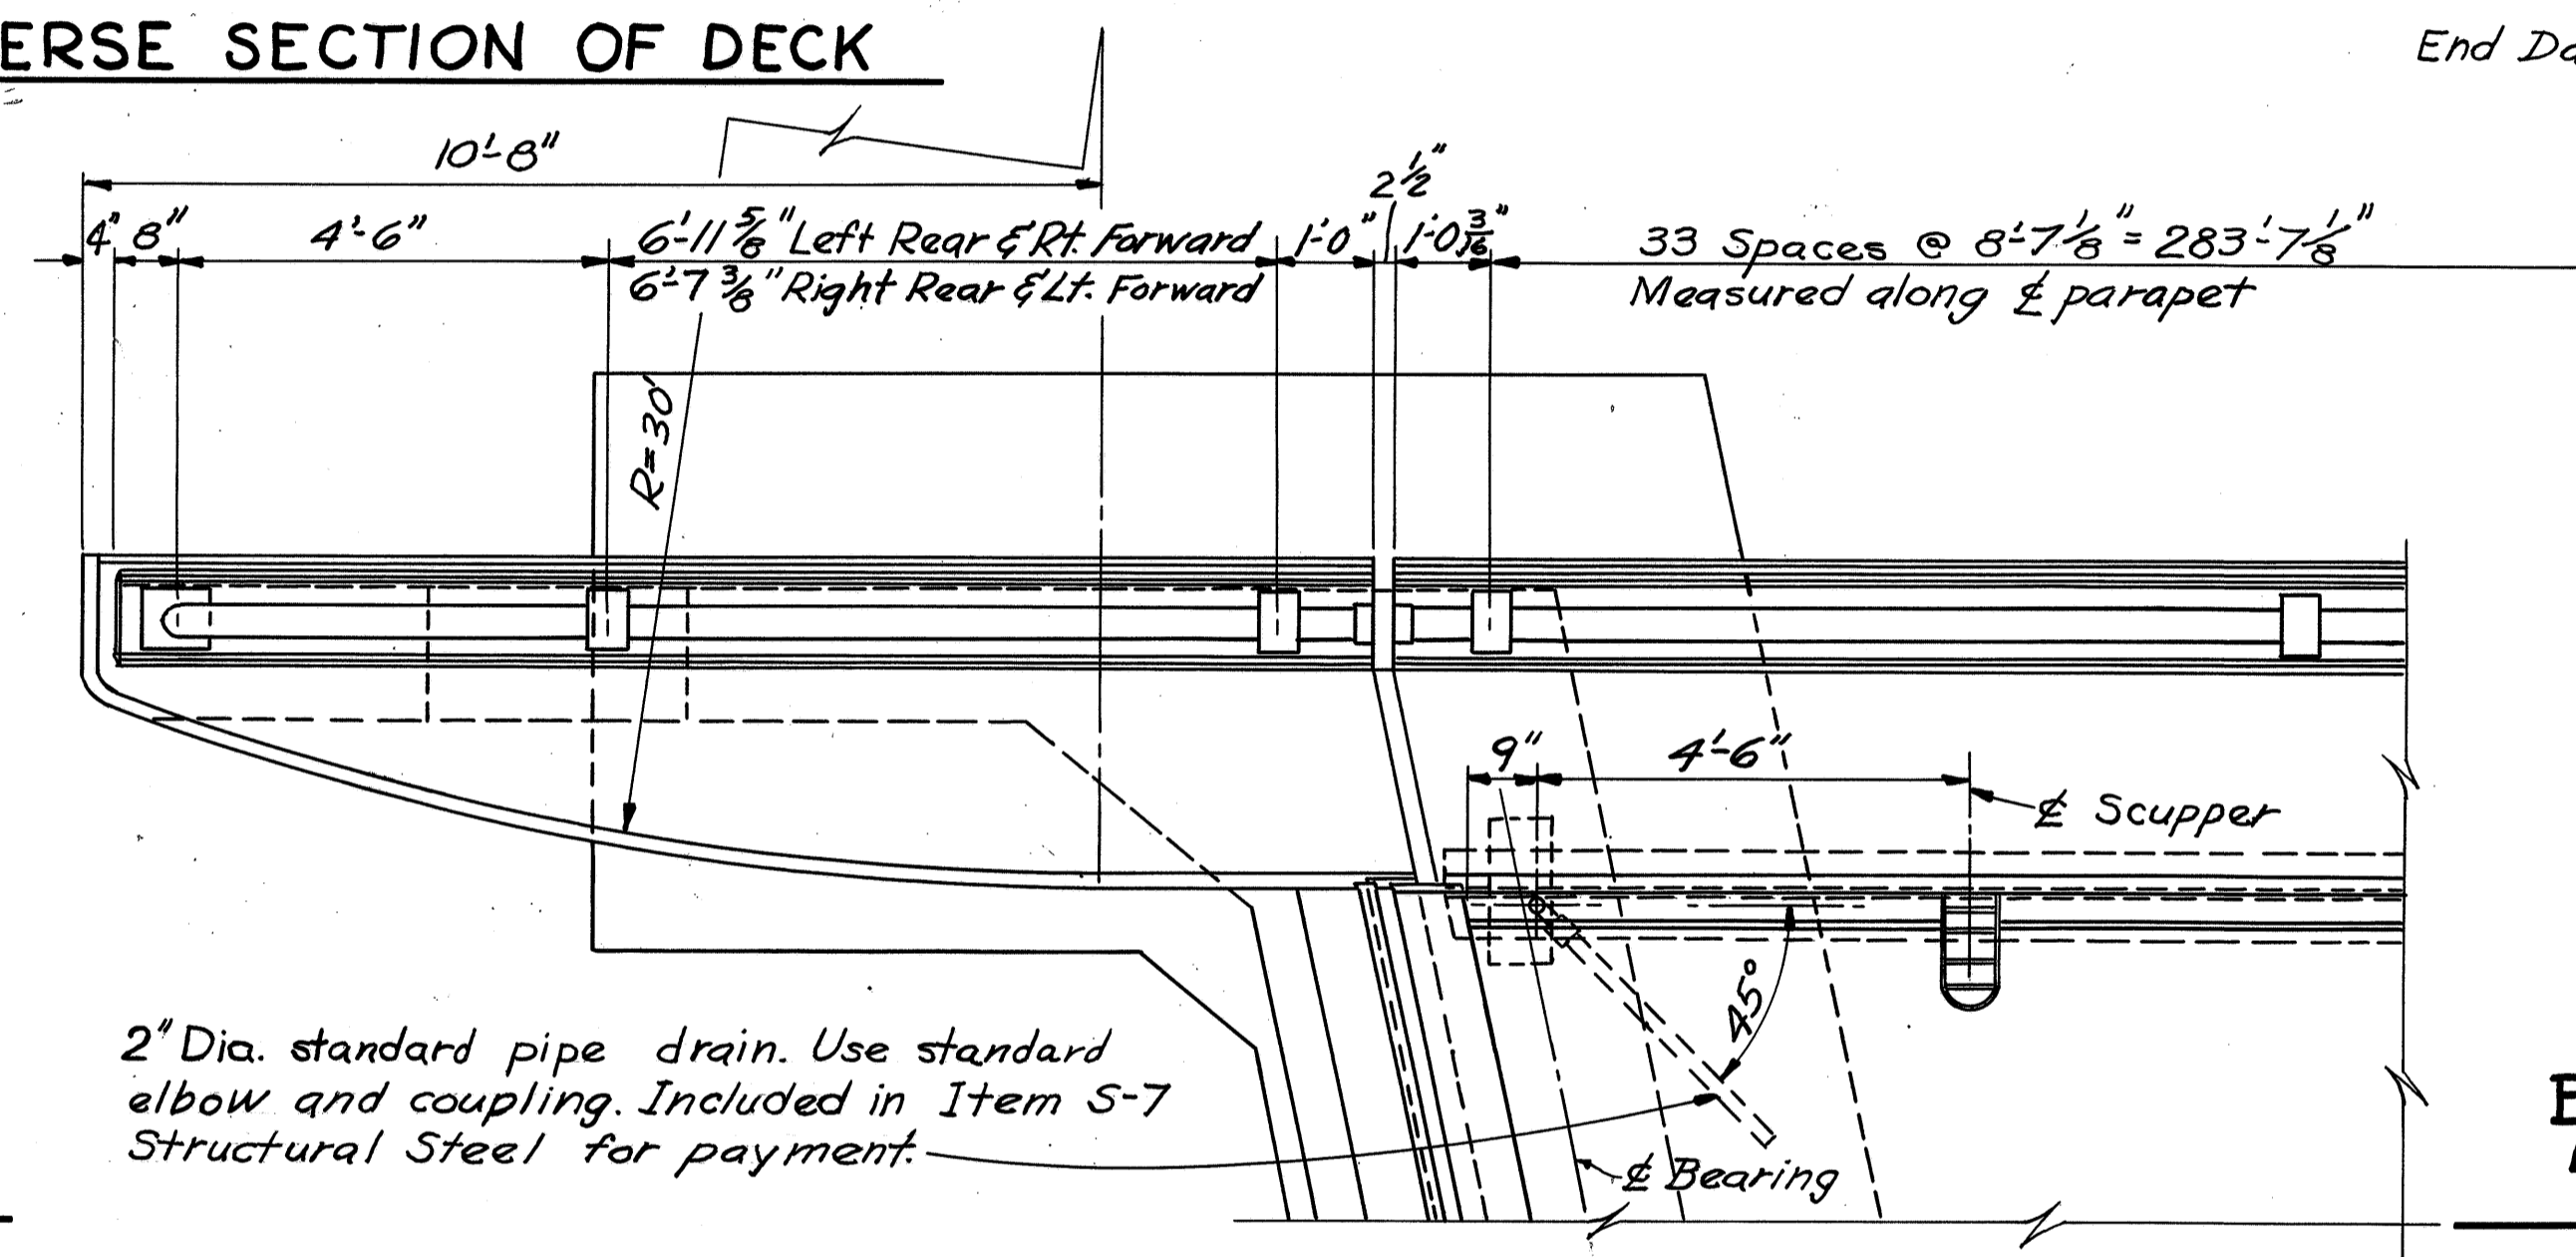 ERSE SECTION OF DECK
End Da
10'-8"
2 1/2"
4" 8" 4'-6" 6'-11 5/8" Left Rear & Rt. Forward 1'-0" 1'-0 3/16" 33 Spaces @ 8'-7 1/8" = 283'-7 1/8"
6'-7 3/8" Right Rear & Lt. Forward Measured along ℄ parapet
R=30'
9" 4'-6"
℄ Scupper
45°
2" Dia. standard pipe drain. Use standard
elbow and coupling. Included in Item S-7
Structural Steel for payment.
℄ Bearing